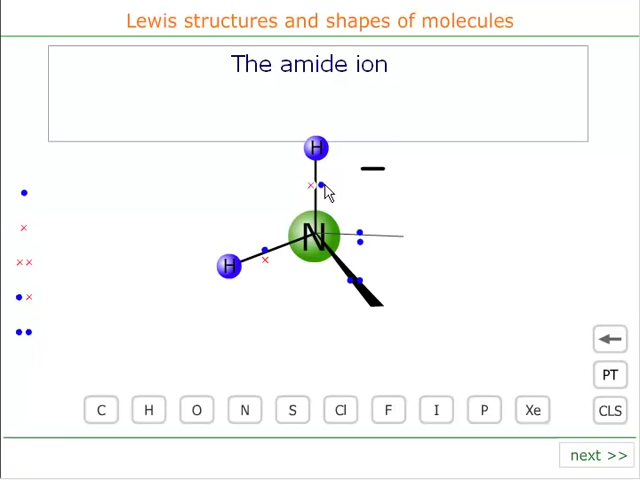 Lewis structures and shapes of molecules
The amide ion
H
N
H
PT
C H O N S Cl F I P Xe CLS
next >>